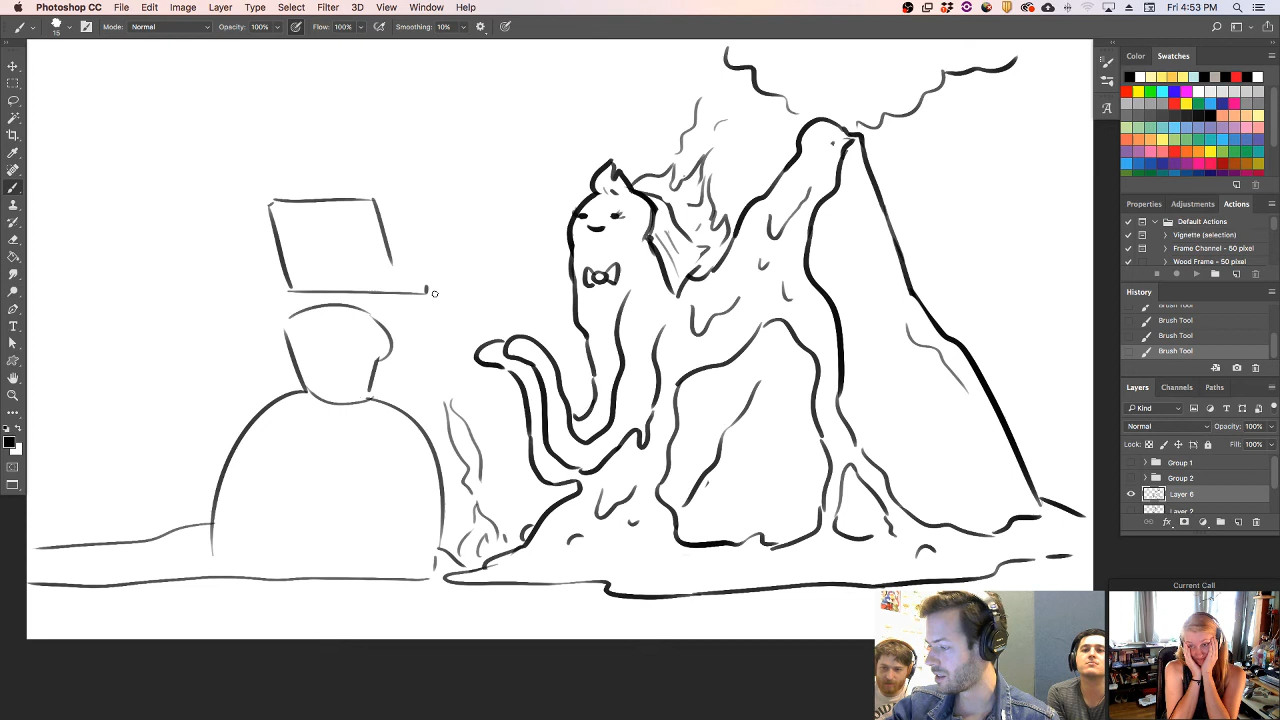 Photoshop CC File Edit Image Layer Type Select Filter 3D View Window Help Fri 4:53 PM
15 Mode: Normal Opacity: 100% Flow: 100% Smoothing: 10%
Color Swatches
Properties Adjustments Actions
Default Actions
Vignette (selection)
Frame Channel - 50 pixel
Wood Frame - 50 pixel
History
Brush Tool
Brush Tool
Brush Tool
Brush Tool
Layers Channels Paths
Kind
Normal Opacity: 100%
Lock: Fill: 100%
Group 1
Group 2
Layer 6
Layer 2
Current Call